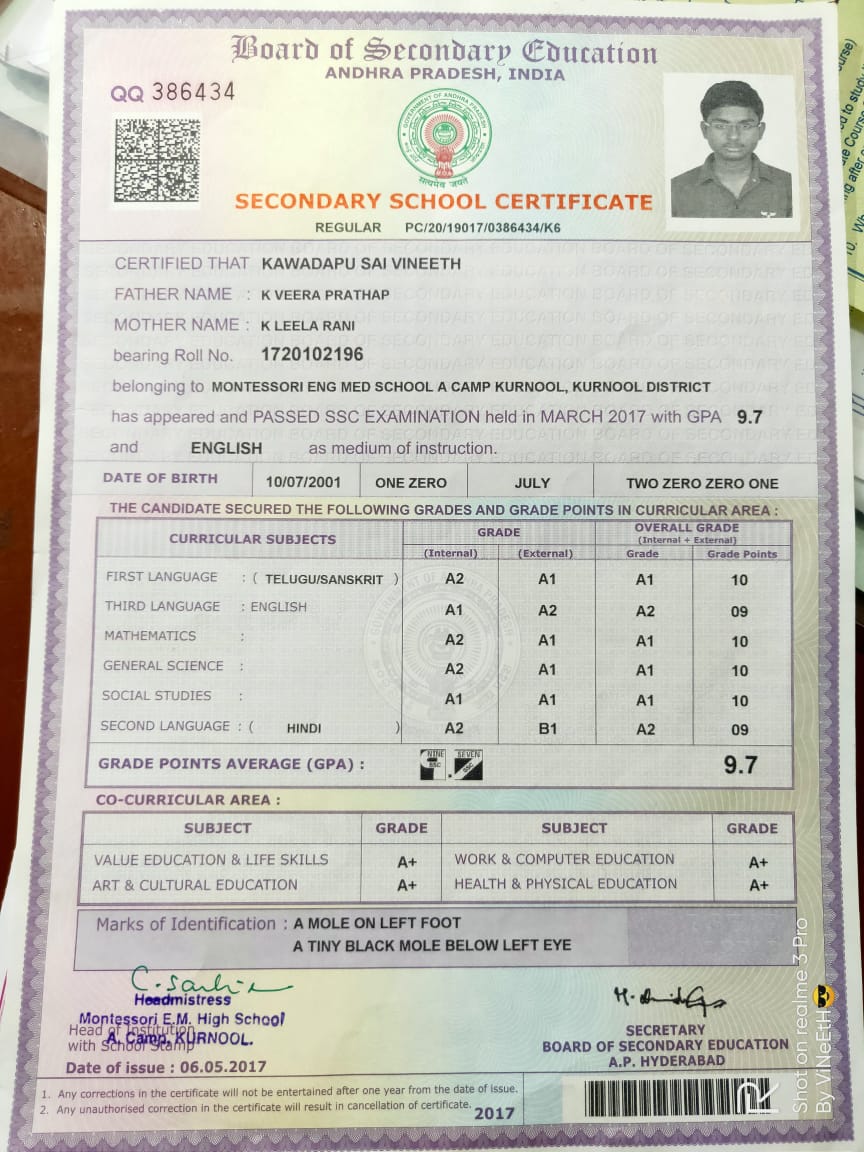 Board of Secondary Education
ANDHRA PRADESH, INDIA
QQ 386434
GOVERNMENT OF ANDHRA PRADESH
सत्यमेव जयते
SECONDARY SCHOOL CERTIFICATE
REGULAR PC/20/19017/0386434/K6
CERTIFIED THAT KAWADAPU SAI VINEETH
FATHER NAME : K VEERA PRATHAP
MOTHER NAME : K LEELA RANI
bearing Roll No. 1720102196
belonging to MONTESSORI ENG MED SCHOOL A CAMP KURNOOL, KURNOOL DISTRICT
has appeared and PASSED SSC EXAMINATION held in MARCH 2017 with GPA 9.7
and ENGLISH as medium of instruction.
DATE OF BIRTH 10/07/2001 ONE ZERO JULY TWO ZERO ZERO ONE
THE CANDIDATE SECURED THE FOLLOWING GRADES AND GRADE POINTS IN CURRICULAR AREA :
CURRICULAR SUBJECTS GRADE OVERALL GRADE
(Internal + External)
(Internal) (External) Grade Grade Points
FIRST LANGUAGE : ( TELUGU/SANSKRIT ) A2 A1 A1 10
THIRD LANGUAGE : ENGLISH A1 A2 A2 09
MATHEMATICS : A2 A1 A1 10
GENERAL SCIENCE : A2 A1 A1 10
SOCIAL STUDIES : A1 A1 A1 10
SECOND LANGUAGE : ( HINDI ) A2 B1 A2 09
GRADE POINTS AVERAGE (GPA) : NINE SSC . SEVEN SSC 9.7
CO-CURRICULAR AREA :
SUBJECT GRADE SUBJECT GRADE
VALUE EDUCATION & LIFE SKILLS A+ WORK & COMPUTER EDUCATION A+
ART & CULTURAL EDUCATION A+ HEALTH & PHYSICAL EDUCATION A+
Marks of Identification : A MOLE ON LEFT FOOT
A TINY BLACK MOLE BELOW LEFT EYE
Headmistress
Montessori E.M. High School
A. Camp, KURNOOL.
Head of Institution
with School Stamp
SECRETARY
BOARD OF SECONDARY EDUCATION
A.P. HYDERABAD
Date of issue : 06.05.2017
1. Any corrections in the certificate will not be entertained after one year from the date of issue.
2. Any unauthorised correction in the certificate will result in cancellation of certificate.
2017
Shot on realme 3 Pro
By ViNeEtH😎
R